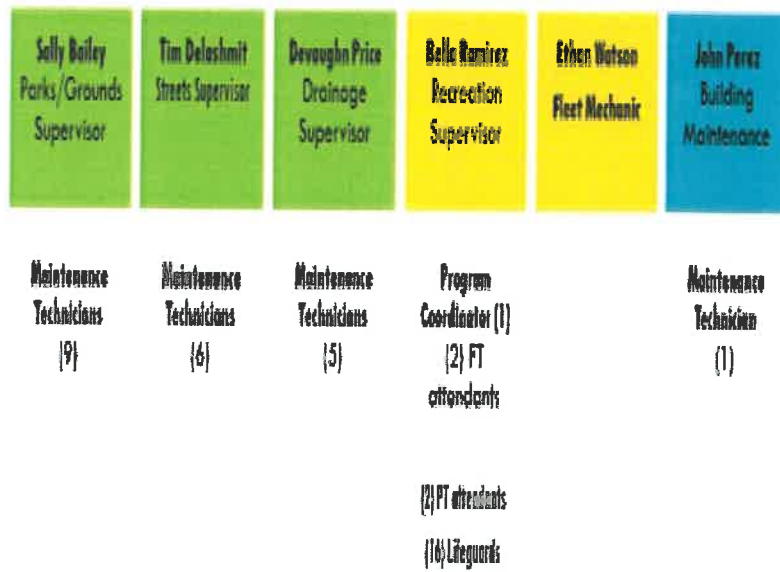 Sally Bailey
Parks/Grounds
Supervisor
Tim Delashmit
Streets Supervisor
Devaughn Price
Drainage
Supervisor
Bella Ramirez
Recreation
Supervisor
Ethan Watson
Fleet Mechanic
John Perez
Building
Maintenance
Maintenance
Technicians
(9)
Maintenance
Technicians
(6)
Maintenance
Technicians
(5)
Program
Coordinator (1)
(2) FT
attendants
(2) PT attendants
(16) Lifeguards
Maintenance
Technician
(1)